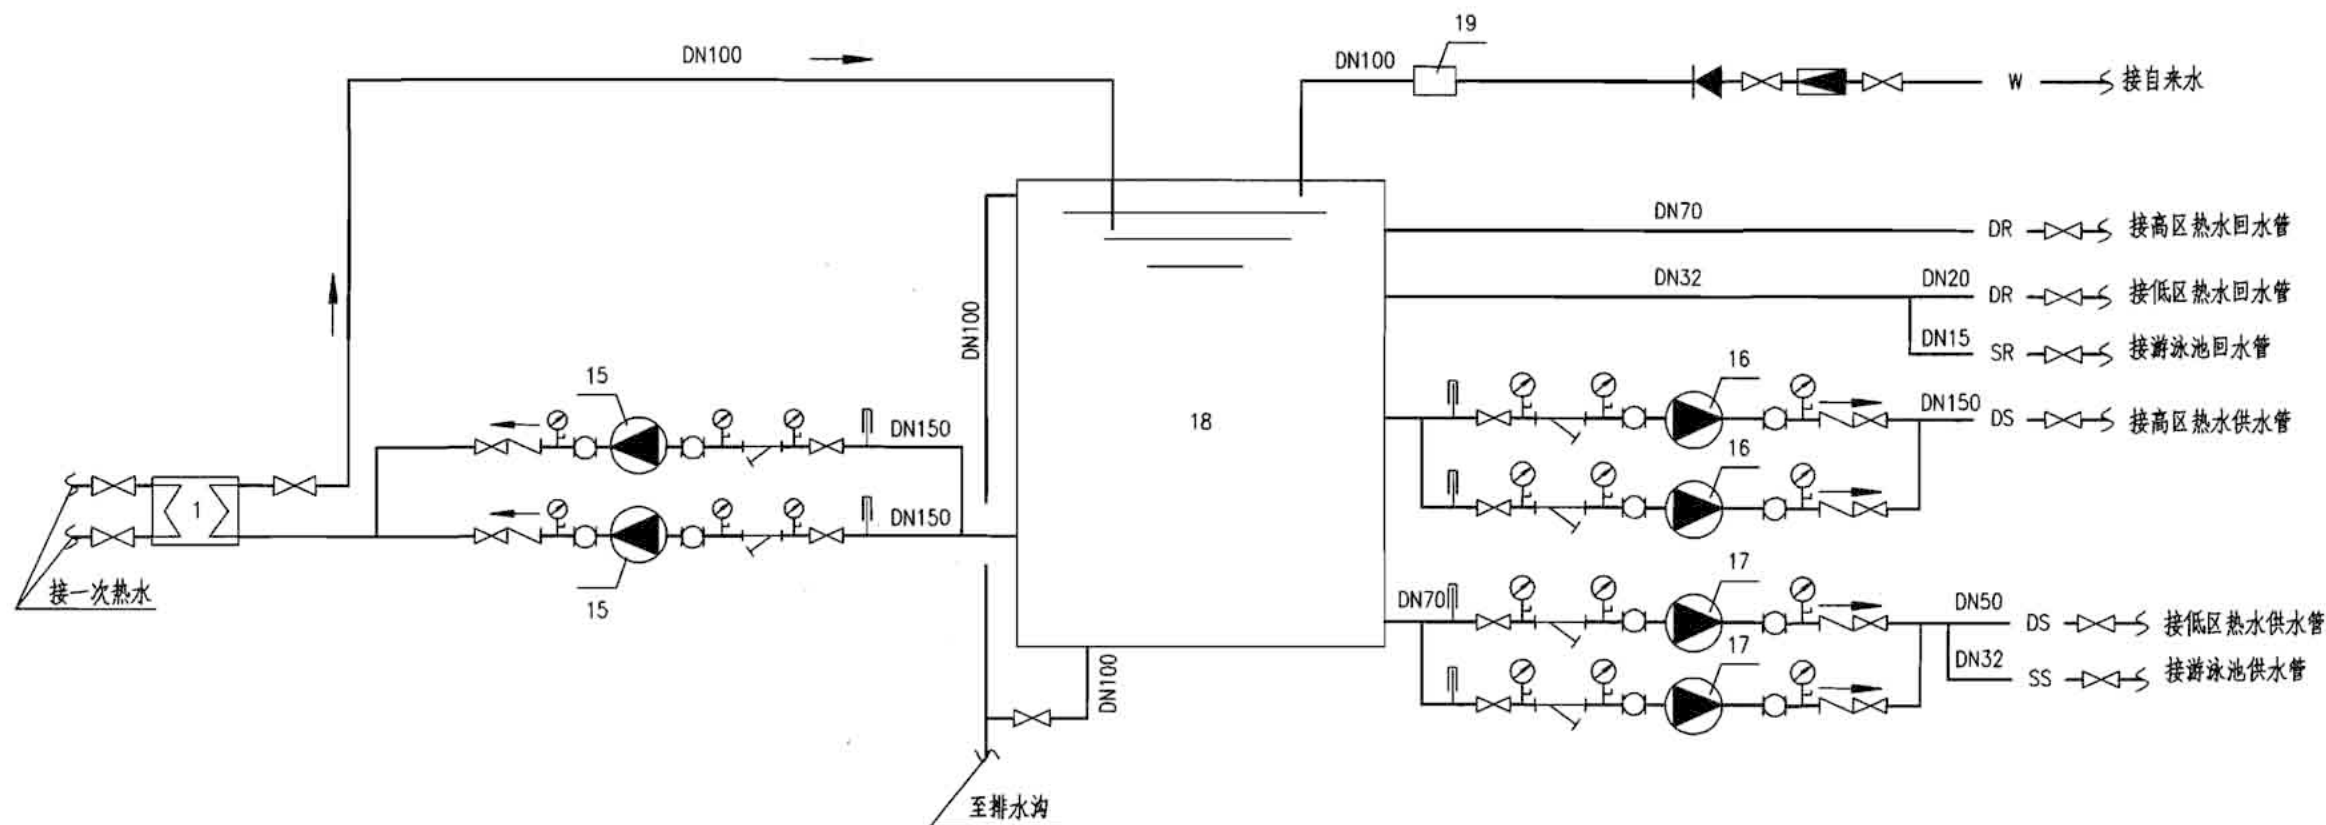 19
DN100
DN100
W
接自来水
DN70
DR
接高区热水回水管
DN32
DN20
DR
接低区热水回水管
DN100
DN15
SR
接游泳池回水管
15
16
18
DN150
DN150
DS
接高区热水供水管
16
1
DN150
接一次热水
15
17
DN70
DN50
DS
接低区热水供水管
17
DN32
SS
接游泳池供水管
DN100
至排水沟